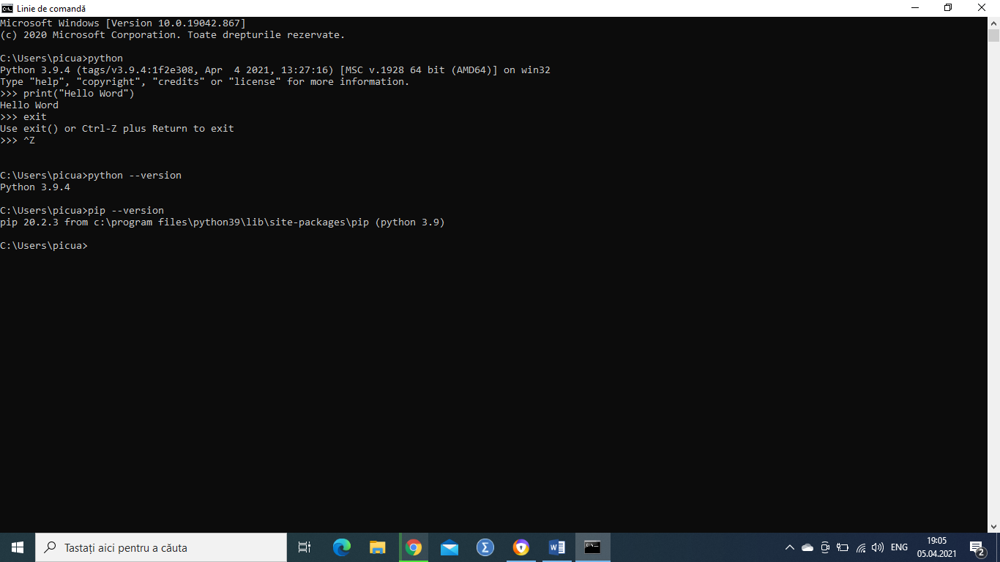 Linie de comandă
Microsoft Windows [Version 10.0.19042.867]
(c) 2020 Microsoft Corporation. Toate drepturile rezervate.
C:\Users\picua>python
Python 3.9.4 (tags/v3.9.4:1f2e308, Apr  4 2021, 13:27:16) [MSC v.1928 64 bit (AMD64)] on win32
Type "help", "copyright", "credits" or "license" for more information.
>>> print("Hello Word")
Hello Word
>>> exit
Use exit() or Ctrl-Z plus Return to exit
>>> ^Z
C:\Users\picua>python --version
Python 3.9.4
C:\Users\picua>pip --version
pip 20.2.3 from c:\program files\python39\lib\site-packages\pip (python 3.9)
C:\Users\picua>
Tastați aici pentru a căuta
ENG
19:05
05.04.2021
2